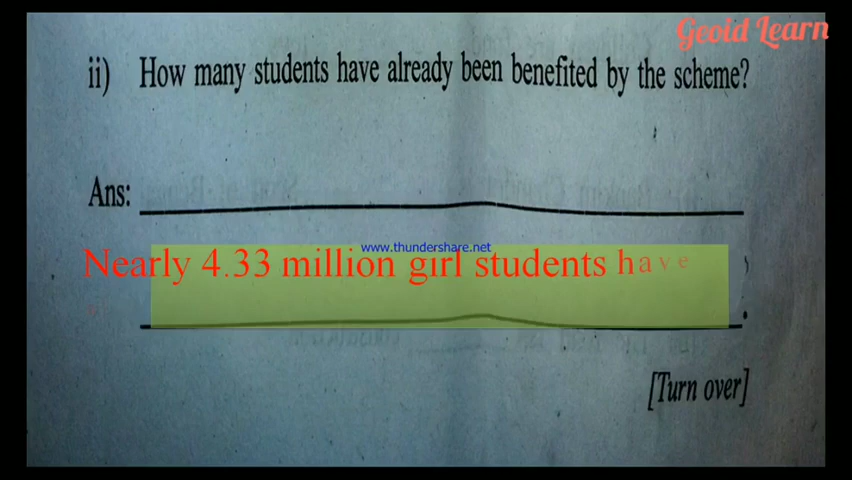 Geoid Learn
ii) How many students have already been benefited by the scheme?
Ans:
www.thundershare.net
Nearly 4.33 million girl students have
[Turn over]